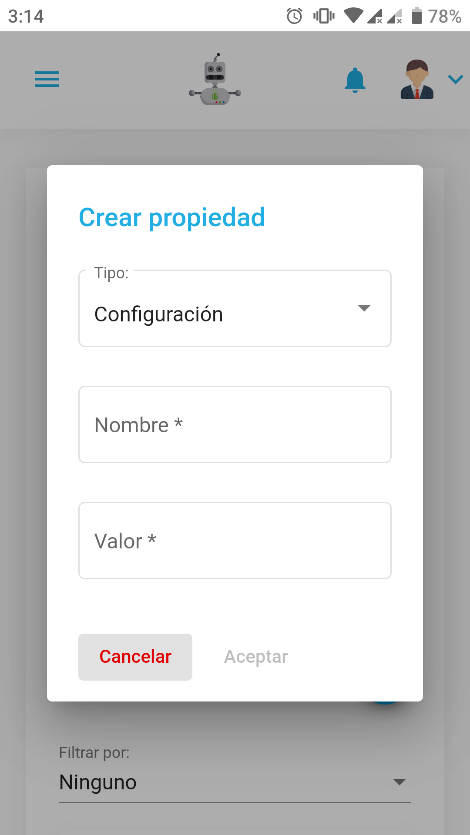 3:14
78%
Crear propiedad
Tipo:
Configuración
Nombre *
Valor *
Cancelar
Aceptar
Filtrar por:
Ninguno